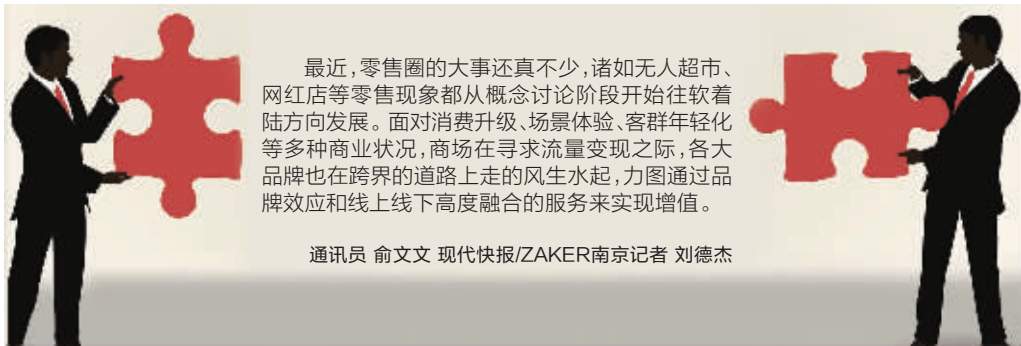 最近，零售圈的大事还真不少，诸如无人超市、
网红店等零售现象都从概念讨论阶段开始往软着
陆方向发展。面对消费升级、场景体验、客群年轻化
等多种商业状况，商场在寻求流量变现之际，各大
品牌也在跨界的道路上走的风生水起，力图通过品
牌效应和线上线下高度融合的服务来实现增值。
通讯员 俞文文 现代快报/ZAKER南京记者 刘德杰